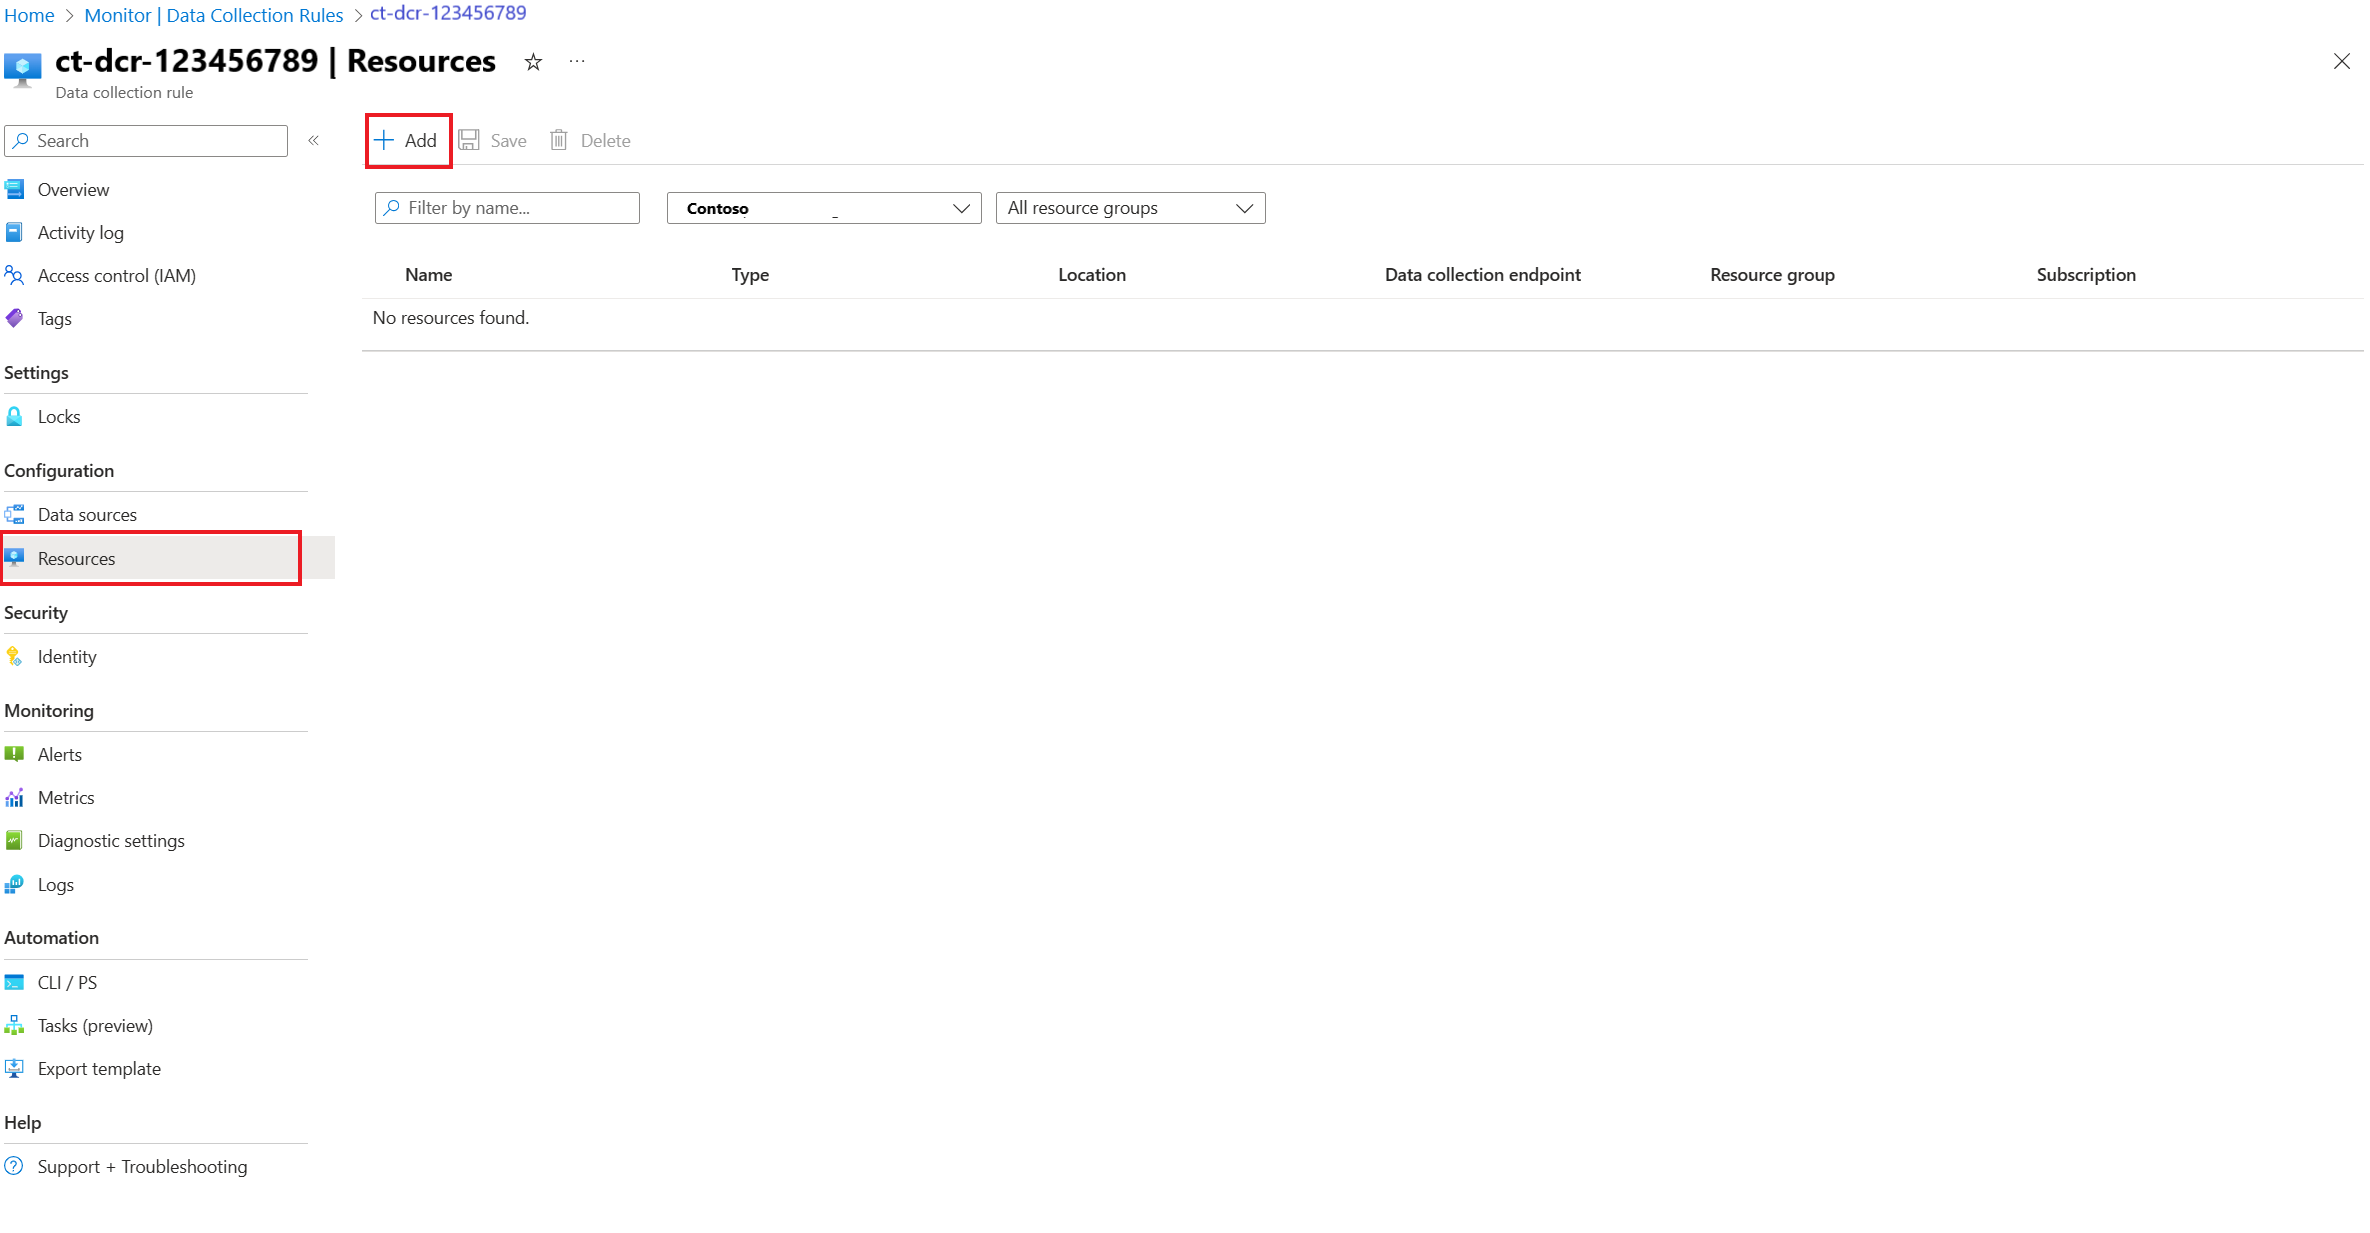 Home > Monitor | Data Collection Rules > ct-dcr-123456789
ct-dcr-123456789 | Resources
Data collection rule
Search
Overview
Activity log
Access control (IAM)
Tags
Settings
Locks
Configuration
Data sources
Resources
Security
Identity
Monitoring
Alerts
Metrics
Diagnostic settings
Logs
Automation
CLI / PS
Tasks (preview)
Export template
Help
Support + Troubleshooting
Add Save Delete
Filter by name... Contoso All resource groups
Name Type Location Data collection endpoint Resource group Subscription
No resources found.